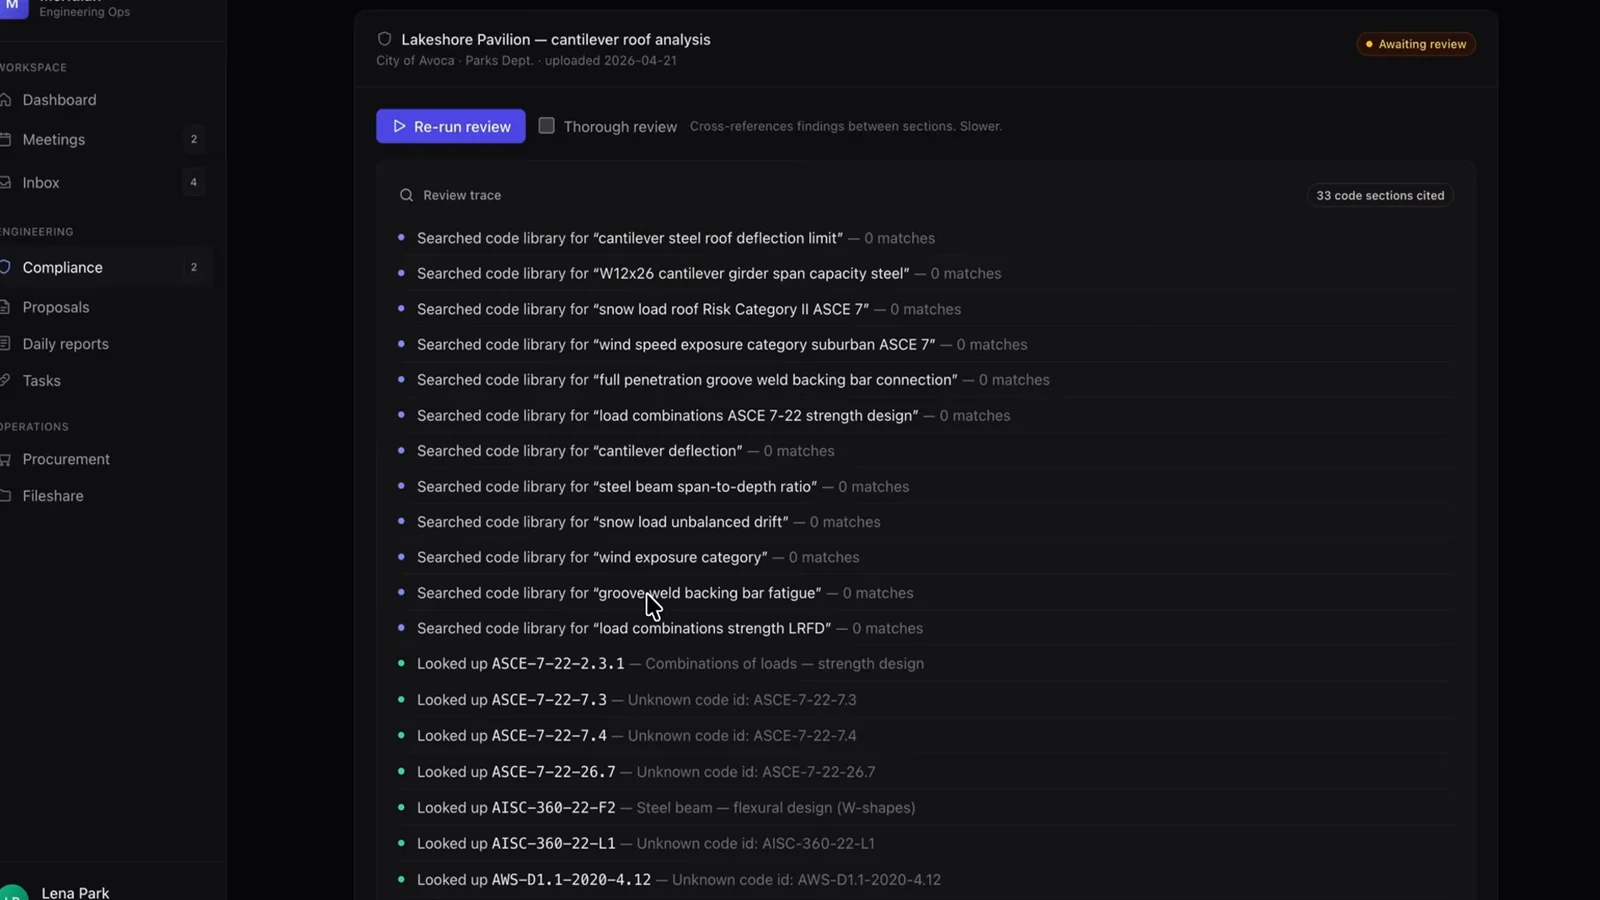 M
Engineering Ops
WORKSPACE
Dashboard
Meetings 2
Inbox 4
ENGINEERING
Compliance 2
Proposals
Daily reports
Tasks
OPERATIONS
Procurement
Fileshare
Lena Park
Lakeshore Pavilion — cantilever roof analysis
City of Avoca · Parks Dept. · uploaded 2026-04-21
Awaiting review
Re-run review
Thorough review Cross-references findings between sections. Slower.
Review trace
33 code sections cited
Searched code library for “cantilever steel roof deflection limit” — 0 matches
Searched code library for “W12x26 cantilever girder span capacity steel” — 0 matches
Searched code library for “snow load roof Risk Category II ASCE 7” — 0 matches
Searched code library for “wind speed exposure category suburban ASCE 7” — 0 matches
Searched code library for “full penetration groove weld backing bar connection” — 0 matches
Searched code library for “load combinations ASCE 7-22 strength design” — 0 matches
Searched code library for “cantilever deflection” — 0 matches
Searched code library for “steel beam span-to-depth ratio” — 0 matches
Searched code library for “snow load unbalanced drift” — 0 matches
Searched code library for “wind exposure category” — 0 matches
Searched code library for “groove weld backing bar fatigue” — 0 matches
Searched code library for “load combinations strength LRFD” — 0 matches
Looked up ASCE-7-22-2.3.1 — Combinations of loads — strength design
Looked up ASCE-7-22-7.3 — Unknown code id: ASCE-7-22-7.3
Looked up ASCE-7-22-7.4 — Unknown code id: ASCE-7-22-7.4
Looked up ASCE-7-22-26.7 — Unknown code id: ASCE-7-22-26.7
Looked up AISC-360-22-F2 — Steel beam — flexural design (W-shapes)
Looked up AISC-360-22-L1 — Unknown code id: AISC-360-22-L1
Looked up AWS-D1.1-2020-4.12 — Unknown code id: AWS-D1.1-2020-4.12